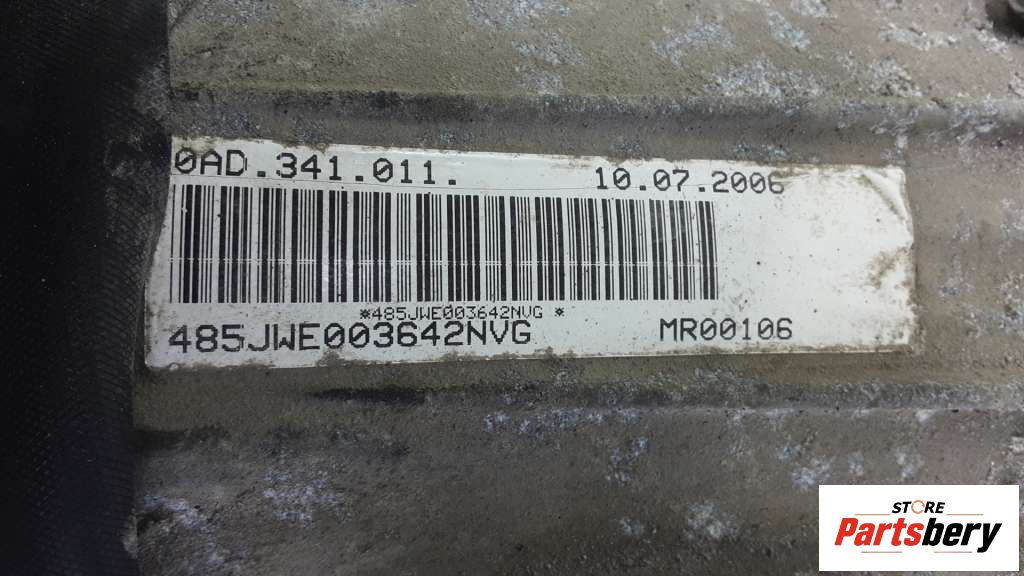 0AD.341.011. 10.07.2006
*485JWE003642NVG *
485JWE003642NVG MR00106
STORE
Partsbery